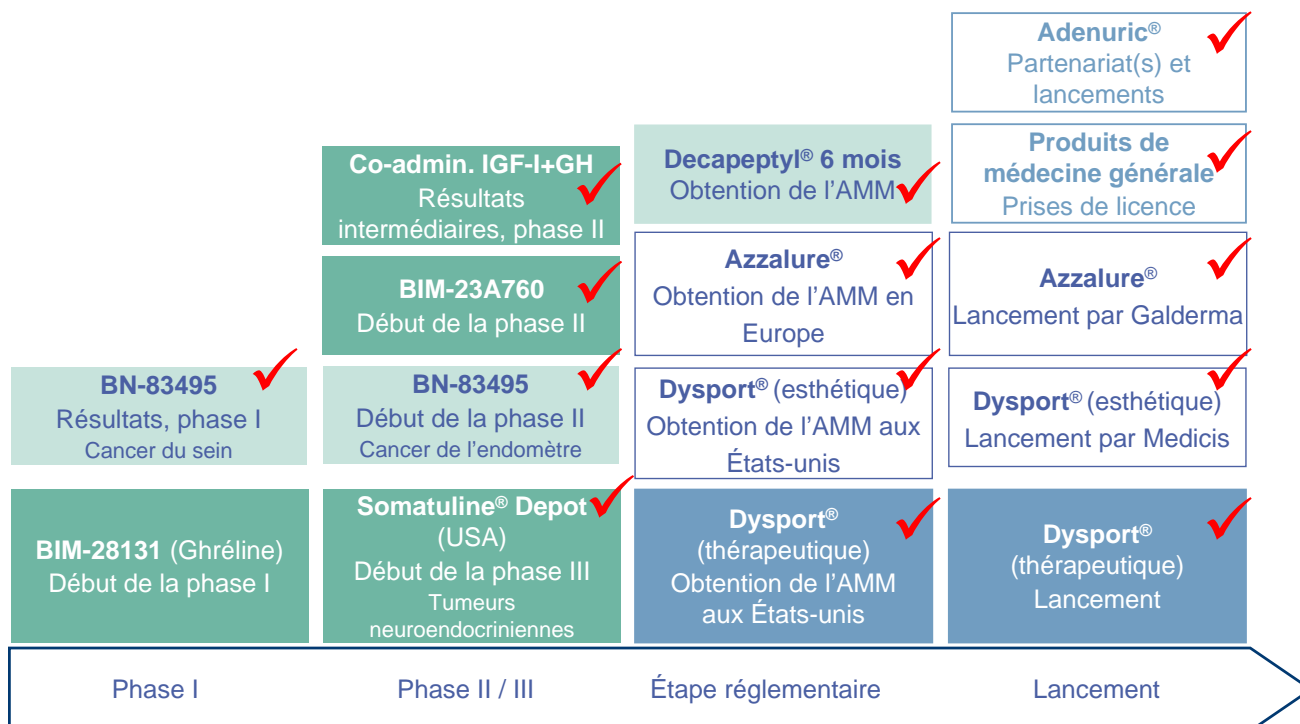 BN-83495
Résultats, phase I
Cancer du sein
BIM-28131 (Ghréline)
Début de la phase I
Co-admin. IGF-I+GH
Résultats
intermédiaires, phase II
BIM-23A760
Début de la phase II
BN-83495
Début de la phase II
Cancer de l’endomètre
Somatuline® Depot
(USA)
Début de la phase III
Tumeurs
neuroendocriniennes
Decapeptyl® 6 mois
Obtention de l’AMM
Azzalure®
Obtention de l’AMM en
Europe
Dysport® (esthétique)
Obtention de l’AMM aux
États-unis
Dysport®
(thérapeutique)
Obtention de l’AMM
aux États-unis
Adenuric®
Partenariat(s) et
lancements
Produits de
médecine générale
Prises de licence
Azzalure®
Lancement par Galderma
Dysport® (esthétique)
Lancement par Medicis
Dysport®
(thérapeutique)
Lancement
Phase I
Phase II / III
Étape réglementaire
Lancement